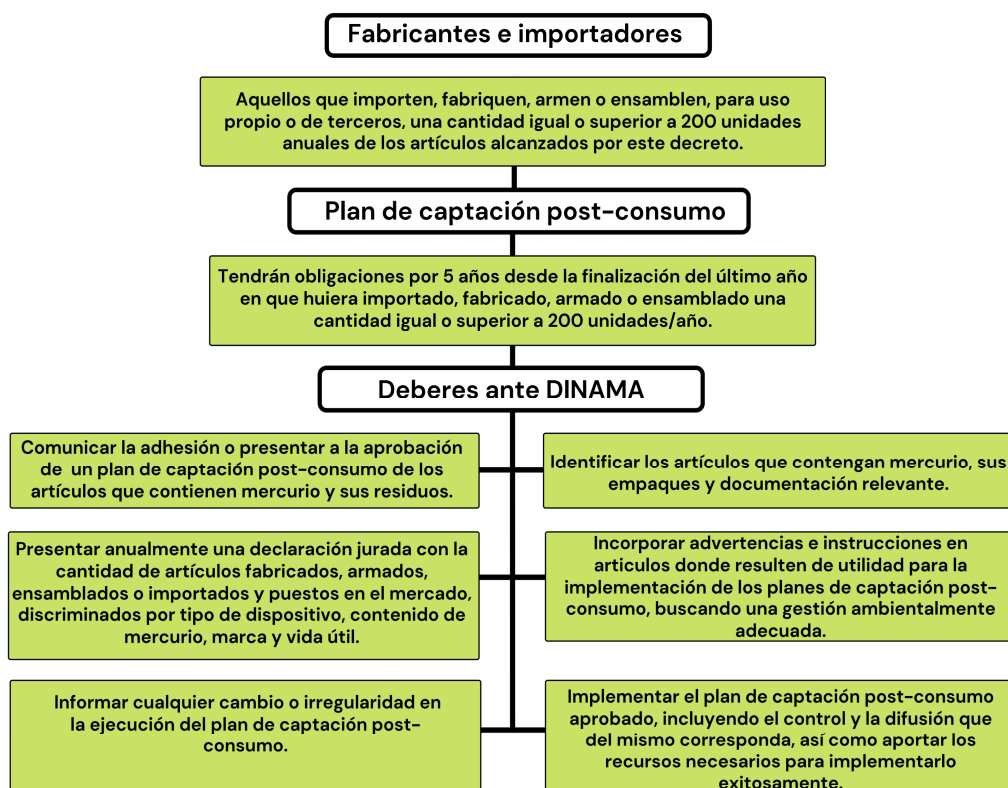 Fabricantes e importadores
Aquellos que importen, fabriquen, armen o ensamblen, para uso
propio o de terceros, una cantidad igual o superior a 200 unidades
anuales de los artículos alcanzados por este decreto.
Plan de captación post-consumo
Tendrán obligaciones por 5 años desde la finalización del último año
en que huiera importado, fabricado, armado o ensamblado una
cantidad igual o superior a 200 unidades/año.
Deberes ante DINAMA
Comunicar la adhesión o presentar a la aprobación
de un plan de captación post-consumo de los
artículos que contienen mercurio y sus residuos.
Identificar los artículos que contengan mercurio, sus
empaques y documentación relevante.
Presentar anualmente una declaración jurada con la
cantidad de artículos fabricados, armados,
ensamblados o importados y puestos en el mercado,
discriminados por tipo de dispositivo, contenido de
mercurio, marca y vida útil.
Incorporar advertencias e instrucciones en
articulos donde resulten de utilidad para la
implementación de los planes de captación post-
consumo, buscando una gestión ambientalmente
adecuada.
Informar cualquier cambio o irregularidad en
la ejecución del plan de captación post-
consumo.
Implementar el plan de captación post-consumo
aprobado, incluyendo el control y la difusión que
del mismo corresponda, así como aportar los
recursos necesarios para implementarlo
exitosamente.